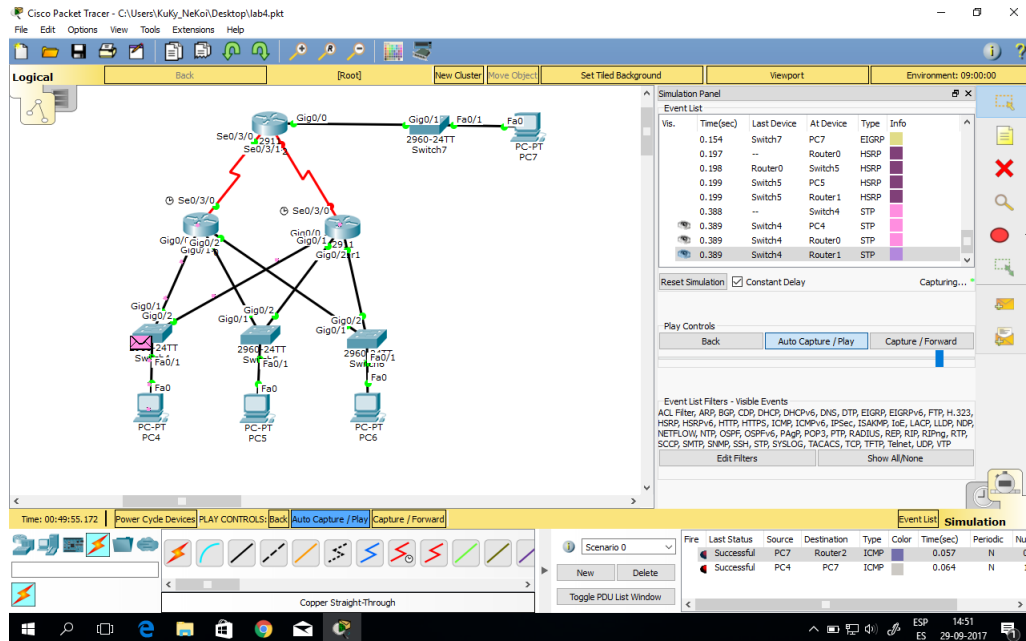 Cisco Packet Tracer - C:\Users\KuKy_NeKoi\Desktop\lab4.pkt
File Edit Options View Tools Extensions Help
Logical Back [Root] New Cluster Move Object Set Tiled Background Viewport Environment: 09:00:00
Gig0/0 Gig0/1 Fa0/1 Fa0
Se0/3/0
Se0/3/1
2960-24TT
Switch7
PC-PT
PC7
Se0/3/0
Se0/3/0
Gig0/2
Gig0/1
2911
Gig0/1
Gig0/2
Gig0/2
Gig0/1
Gig0/2
Gig0/1
Fa0/1
Fa0/1
Fa0/1
Fa0
Fa0
Fa0
PC-PT
PC4
PC-PT
PC5
PC-PT
PC6
Simulation Panel
Event List
Vis. Time(sec) Last Device At Device Type Info
0.154 Switch7 PC7 EIGRP
0.197 -- Router0 HSRP
0.198 Router0 Switch5 HSRP
0.199 Switch5 PC5 HSRP
0.199 Switch5 Router1 HSRP
0.388 -- Switch4 STP
0.389 Switch4 PC4 STP
0.389 Switch4 Router0 STP
0.389 Switch4 Router1 STP
Reset Simulation Constant Delay Capturing...
Play Controls
Back Auto Capture / Play Capture / Forward
Event List Filters - Visible Events
ACL Filter, ARP, BGP, CDP, DHCP, DHCPv6, DNS, DTP, EIGRP, EIGRPv6, FTP, H.323,
HSRP, HSRPv6, HTTP, HTTPS, ICMP, ICMPv6, IPSec, ISAKMP, IoE, LACP, LLDP, NDP,
NETFLOW, NTP, OSPF, OSPFv6, PAgP, POP3, PTP, RADIUS, REP, RIP, RIPng, RTP,
SCCP, SMTP, SNMP, SSH, STP, SYSLOG, TACACS, TCP, TFTP, Telnet, UDP, VTP
Edit Filters Show All/None
Time: 00:49:55.172 Power Cycle Devices PLAY CONTROLS: Back Auto Capture / Play Capture / Forward Event List Simulation
Scenario 0
New Delete
Toggle PDU List Window
Copper Straight-Through
Fire Last Status Source Destination Type Color Time(sec) Periodic Nu
Successful PC7 Router2 ICMP 0.057 N
Successful PC4 PC7 ICMP 0.064 N
ESP 14:51
ES 29-09-2017